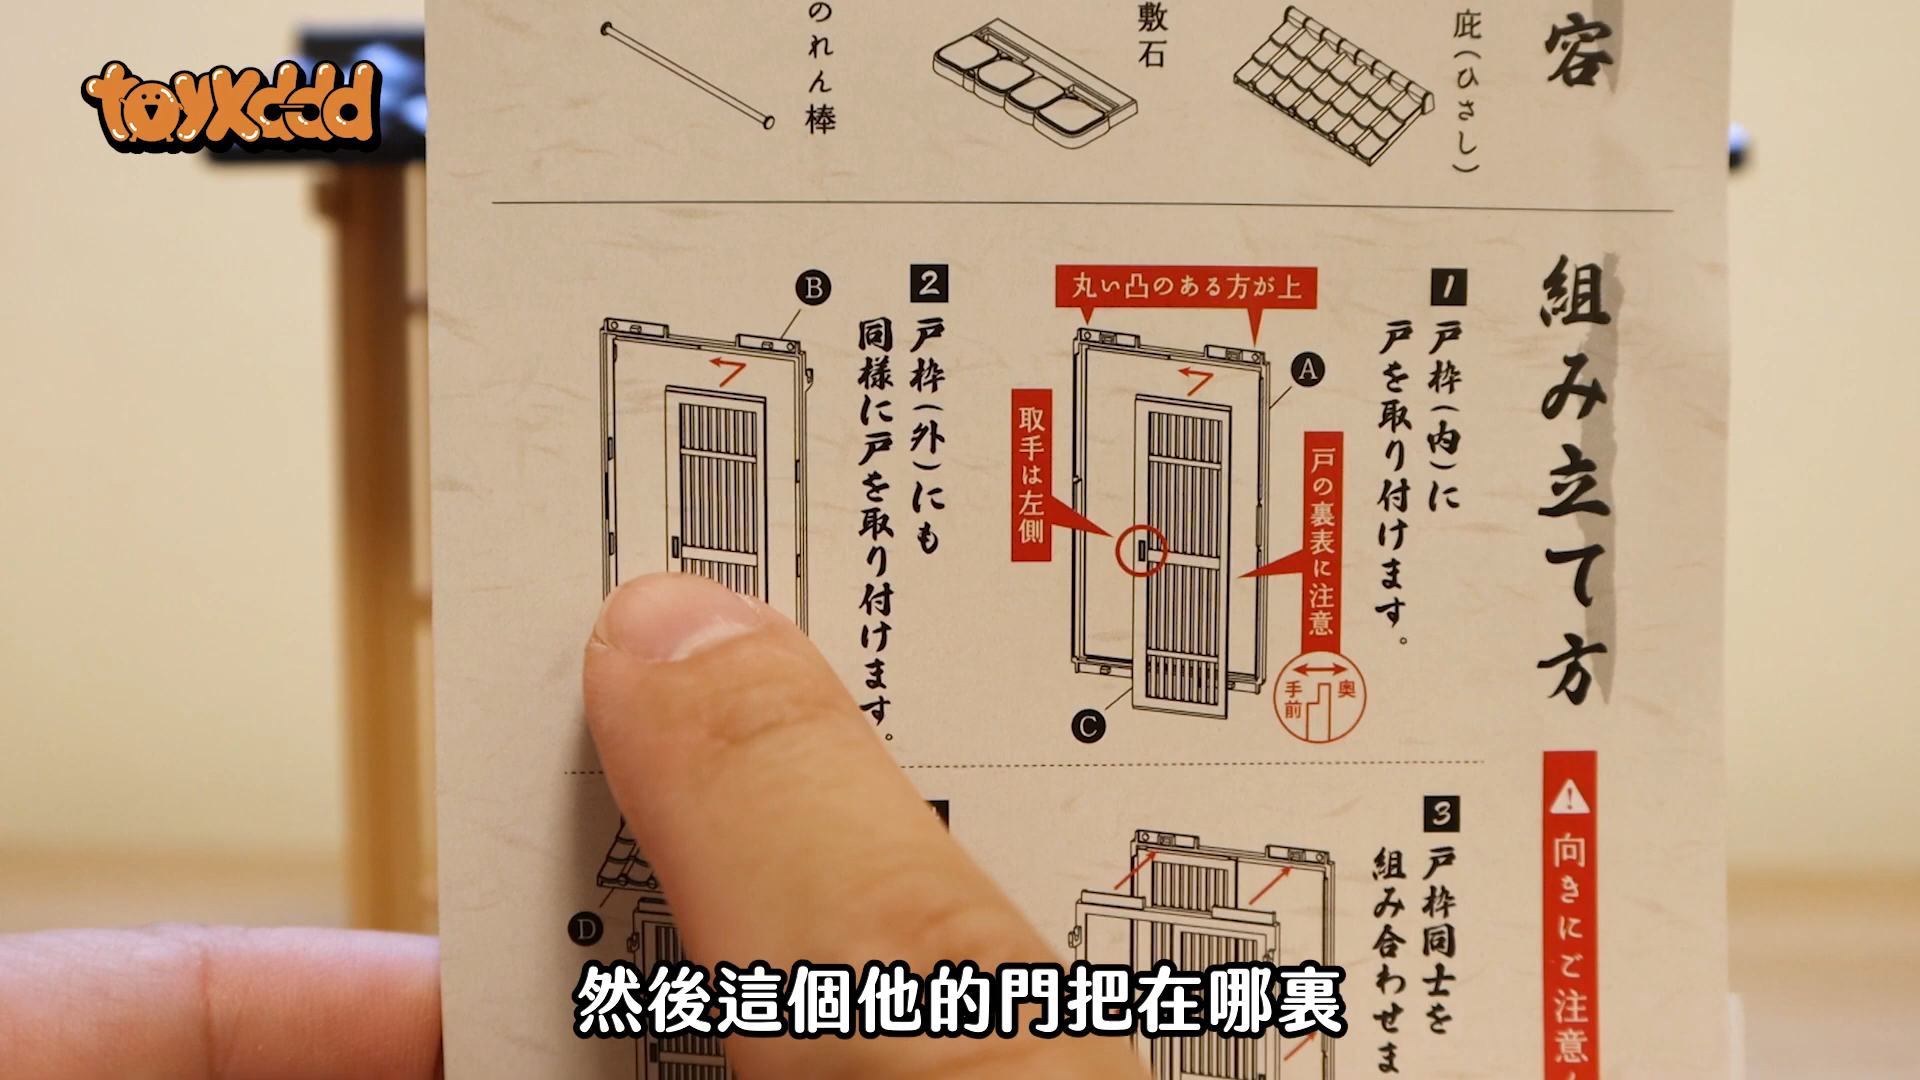 toyxddd
容
庇(ひさし)
敷石
のれん棒
組み立て方
向きにご注意
1
戸枠(内)に
戸を取り付けます。
丸い凸のある方が上
A
戸の裏表に注意
取手は左側
手前
奥
C
2
戸枠(外)にも
同様に戸を取り付けます。
B
3
戸枠同士を
組み合わせま
D
然後這個他的門把在哪裏